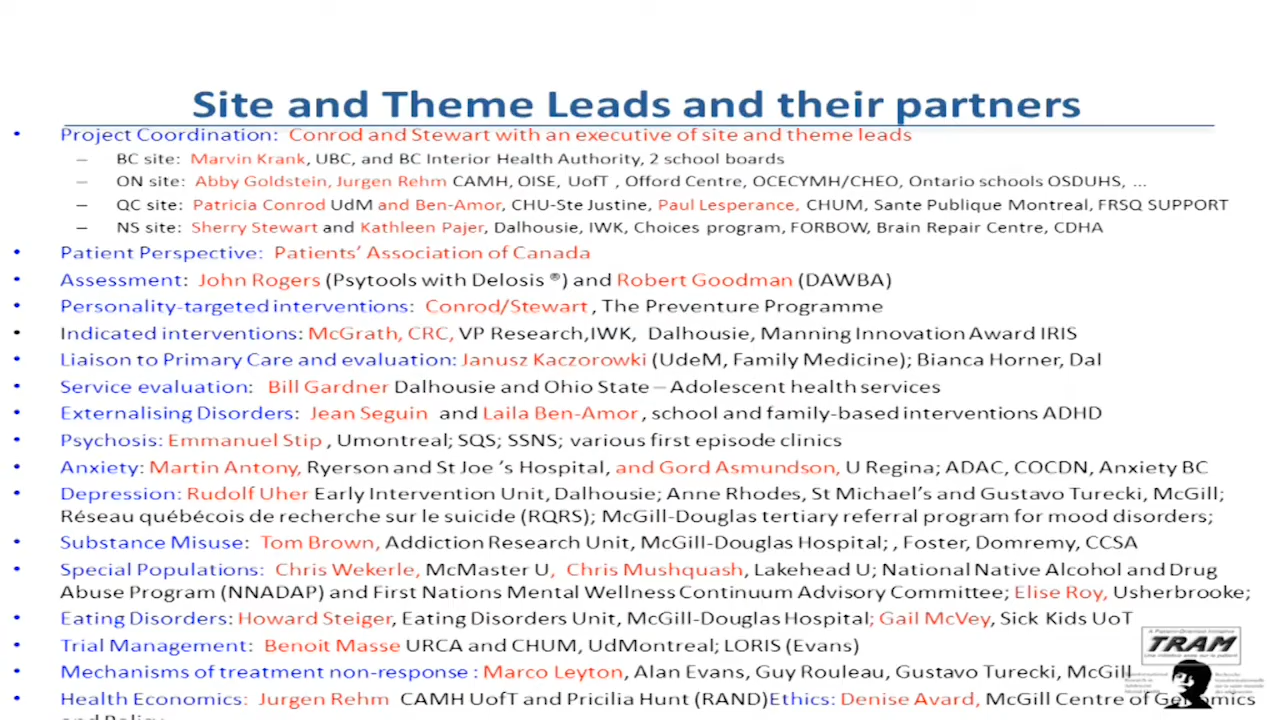 Site and Theme Leads and their partners
• Project Coordination: Conrod and Stewart with an executive of site and theme leads
– BC site: Marvin Krank, UBC, and BC Interior Health Authority, 2 school boards
– ON site: Abby Goldstein, Jurgen Rehm CAMH, OISE, UofT , Offord Centre, OCECYMH/CHEO, Ontario schools OSDUHS, ...
– QC site: Patricia Conrod UdM and Ben-Amor, CHU-Ste Justine, Paul Lesperance, CHUM, Sante Publique Montreal, FRSQ SUPPORT
– NS site: Sherry Stewart and Kathleen Pajer, Dalhousie, IWK, Choices program, FORBOW, Brain Repair Centre, CDHA
• Patient Perspective: Patients’ Association of Canada
• Assessment: John Rogers (Psytools with Delosis ®) and Robert Goodman (DAWBA)
• Personality-targeted interventions: Conrod/Stewart , The Preventure Programme
• Indicated interventions: McGrath, CRC, VP Research,IWK, Dalhousie, Manning Innovation Award IRIS
• Liaison to Primary Care and evaluation: Janusz Kaczorowki (UdeM, Family Medicine); Bianca Horner, Dal
• Service evaluation: Bill Gardner Dalhousie and Ohio State – Adolescent health services
• Externalising Disorders: Jean Seguin and Laila Ben-Amor , school and family-based interventions ADHD
• Psychosis: Emmanuel Stip , Umontreal; SQS; SSNS; various first episode clinics
• Anxiety: Martin Antony, Ryerson and St Joe ’s Hospital, and Gord Asmundson, U Regina; ADAC, COCDN, Anxiety BC
• Depression: Rudolf Uher Early Intervention Unit, Dalhousie; Anne Rhodes, St Michael’s and Gustavo Turecki, McGill;
Réseau québécois de recherche sur le suicide (RQRS); McGill-Douglas tertiary referral program for mood disorders;
• Substance Misuse: Tom Brown, Addiction Research Unit, McGill-Douglas Hospital; , Foster, Domremy, CCSA
• Special Populations: Chris Wekerle, McMaster U, Chris Mushquash, Lakehead U; National Native Alcohol and Drug
Abuse Program (NNADAP) and First Nations Mental Wellness Continuum Advisory Committee; Elise Roy, Usherbrooke;
• Eating Disorders: Howard Steiger, Eating Disorders Unit, McGill-Douglas Hospital; Gail McVey, Sick Kids UoT
• Trial Management: Benoit Masse URCA and CHUM, UdMontreal; LORIS (Evans)
• Mechanisms of treatment non-response : Marco Leyton, Alan Evans, Guy Rouleau, Gustavo Turecki, McGill
• Health Economics: Jurgen Rehm CAMH UofT and Pricilia Hunt (RAND)Ethics: Denise Avard, McGill Centre of Genomics
and Policy
A Patient-Oriented Initiative
TRAM